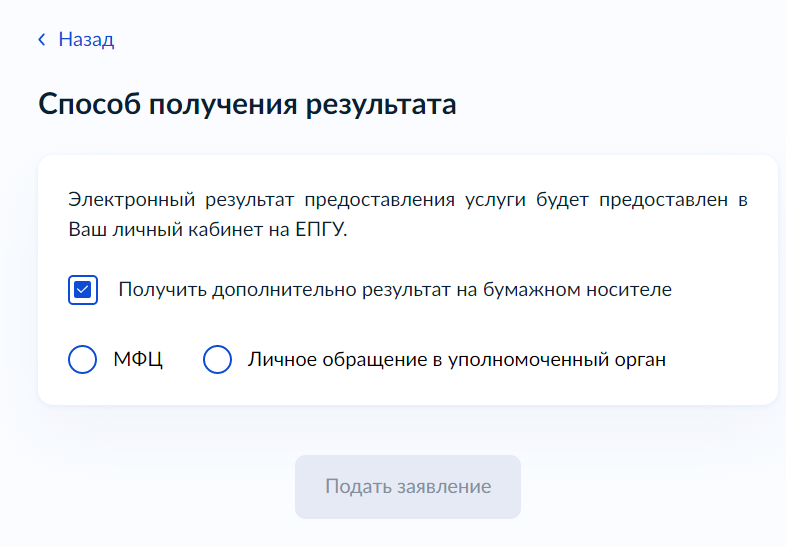 Назад
Способ получения результата
Электронный результат предоставления услуги будет предоставлен в
Ваш личный кабинет на ЕПГУ.
Получить дополнительно результат на бумажном носителе
МФЦ Личное обращение в уполномоченный орган
Подать заявление